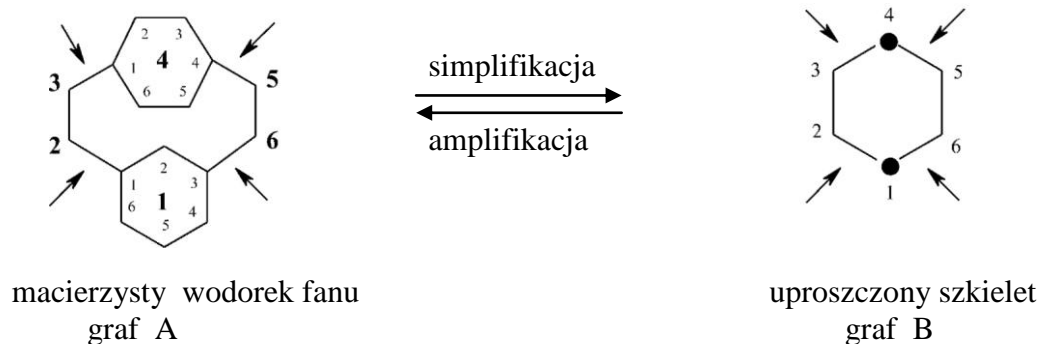 2 3
1 4 4
6 5
3 5
2 6
2
1 3
6 1 4
5
simplifikacja
amplifikacja
4
3 5
2 6
1
macierzysty wodorek fanu
graf A
uproszczony szkielet
graf B